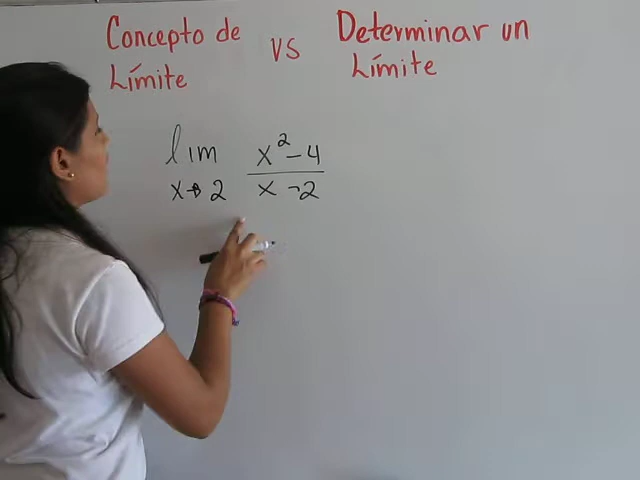 Concepto de
Límite
vs
Determinar un
Límite
lim
x→2
x² - 4
x - 2